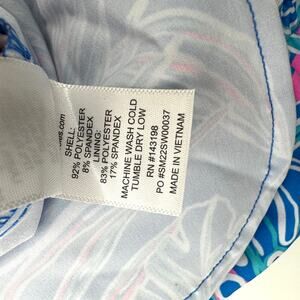 SHELL:
92% POLYESTER
8% SPANDEX
LINING:
83% POLYESTER
17% SPANDEX
MACHINE WASH COLD
TUMBLE DRY LOW
RN #143198
PO #SM22SW00037
MADE IN VIETNAM